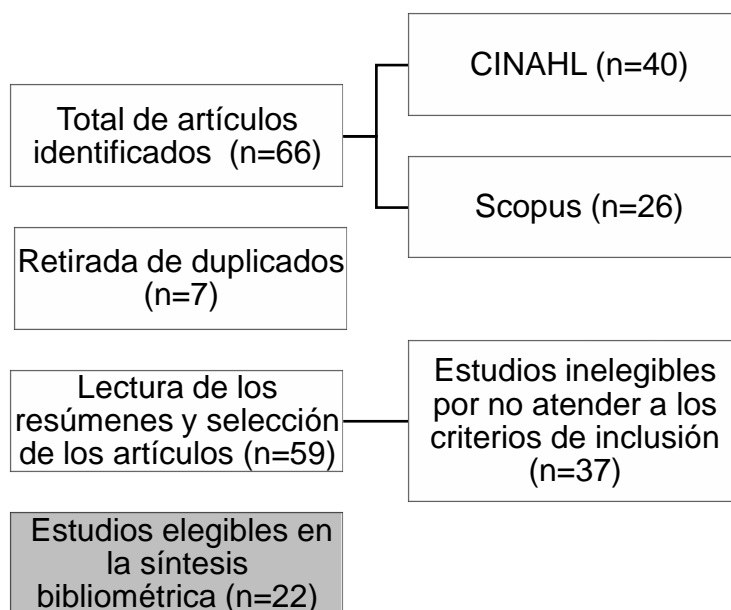 Total de artículos
identificados (n=66)
CINAHL (n=40)
Scopus (n=26)
Retirada de duplicados
(n=7)
Lectura de los
resúmenes y selección
de los artículos (n=59)
Estudios inelegibles
por no atender a los
criterios de inclusión
(n=37)
Estudios elegibles en
la síntesis
bibliométrica (n=22)